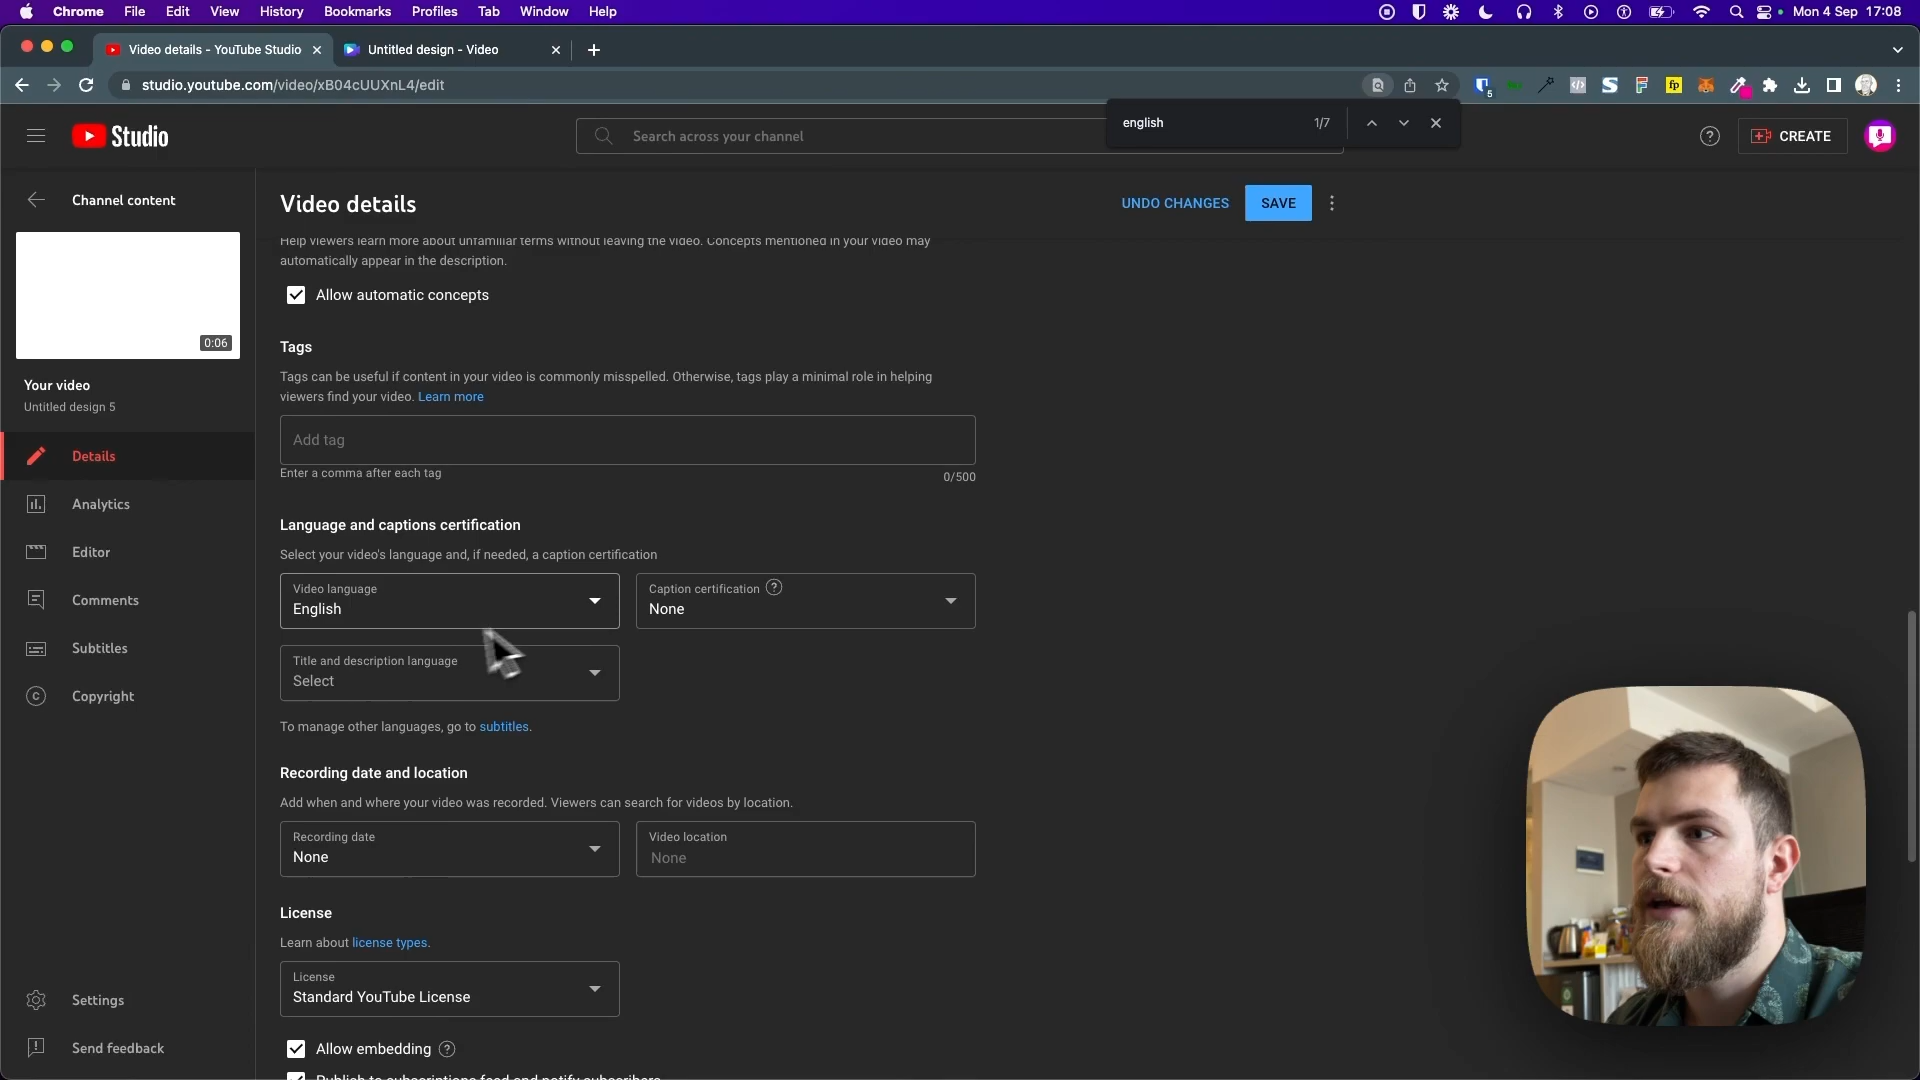 Chrome File Edit View History Bookmarks Profiles Tab Window Help Mon 4 Sep 17:08
Video details - YouTube Studio Untitled design - Video
studio.youtube.com/video/xB04cUUXnL4/edit
5 fp
english 1/7
Studio Search across your channel CREATE
Channel content
0:06
Your video
Untitled design 5
Details
Analytics
Editor
Comments
Subtitles
Copyright
Settings
Send feedback
Video details UNDO CHANGES SAVE
Help viewers learn more about unfamiliar terms without leaving the video. Concepts mentioned in your video may
automatically appear in the description.
Allow automatic concepts
Tags
Tags can be useful if content in your video is commonly misspelled. Otherwise, tags play a minimal role in helping
viewers find your video. Learn more
Add tag
Enter a comma after each tag 0/500
Language and captions certification
Select your video's language and, if needed, a caption certification
Video language
English
Caption certification
None
Title and description language
Select
To manage other languages, go to subtitles.
Recording date and location
Add when and where your video was recorded. Viewers can search for videos by location.
Recording date
None
Video location
None
License
Learn about license types.
License
Standard YouTube License
Allow embedding
Publish to subscriptions feed and notify subscribers